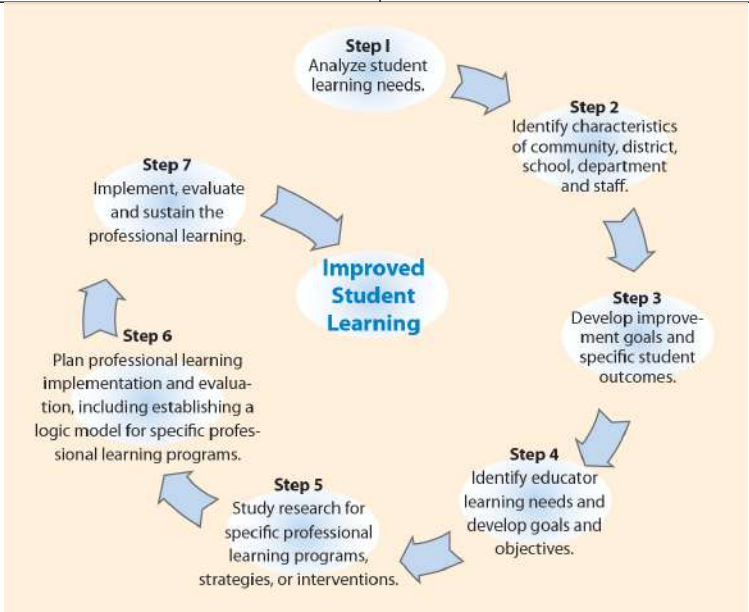 Step 1
Analyze student
learning needs.
Step 2
Identify characteristics
of community, district,
school, department
and staff.
Step 3
Develop improve-
ment goals and
specific student
outcomes.
Step 4
Identify educator
learning needs and
develop goals and
objectives.
Step 5
Study research for
specific professional
learning programs,
strategies, or interventions.
Step 6
Plan professional learning
implementation and evalua-
tion, including establishing a
logic model for specific profes-
sional learning programs.
Step 7
Implement, evaluate
and sustain the
professional learning.
Improved
Student
Learning